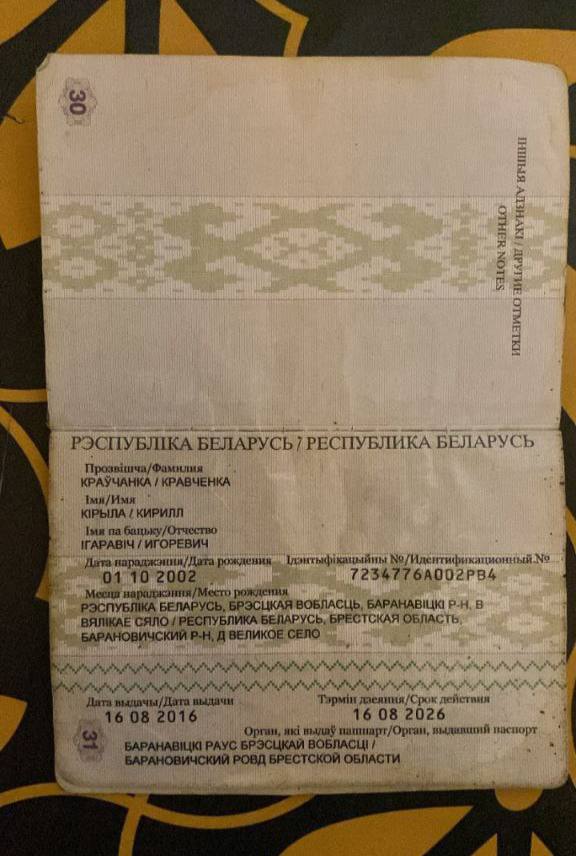 30
ІНШЫЯ АДЗНАКІ / ДРУГИЕ ОТМЕТКИ
OTHER NOTES
РЭСПУБЛІКА БЕЛАРУСЬ / РЕСПУБЛИКА БЕЛАРУСЬ
Прозвішча/Фамилия
КРАЎЧАНКА / КРАВЧЕНКА
Імя/Имя
КІРЫЛА / КИРИЛЛ
Імя па бацьку/Отчество
ІГАРАВІЧ / ИГОРЕВИЧ
Дата нараджэння/Дата рождения Ідэнтыфікацыйны №/Идентификационный №
01 10 2002 7234776A002PB4
Месца нараджэння/Место рождения
РЭСПУБЛІКА БЕЛАРУСЬ, БРЭСЦКАЯ ВОБЛАСЦЬ, БАРАНАВІЦКІ Р-Н, В
ВЯЛІКАЕ СЯЛО / РЕСПУБЛИКА БЕЛАРУСЬ, БРЕСТСКАЯ ОБЛАСТЬ,
БАРАНОВИЧСКИЙ Р-Н, Д ВЕЛИКОЕ СЕЛО
Дата выдачы/Дата выдачи Тэрмін дзеяння/Срок действия
16 08 2016 16 08 2026
Орган, які выдаў пашпарт/Орган, выдавший паспорт
31
БАРАНАВІЦКІ РАУС БРЭСЦКАЙ ВОБЛАСЦІ /
БАРАНОВИЧСКИЙ РОВД БРЕСТСКОЙ ОБЛАСТИ